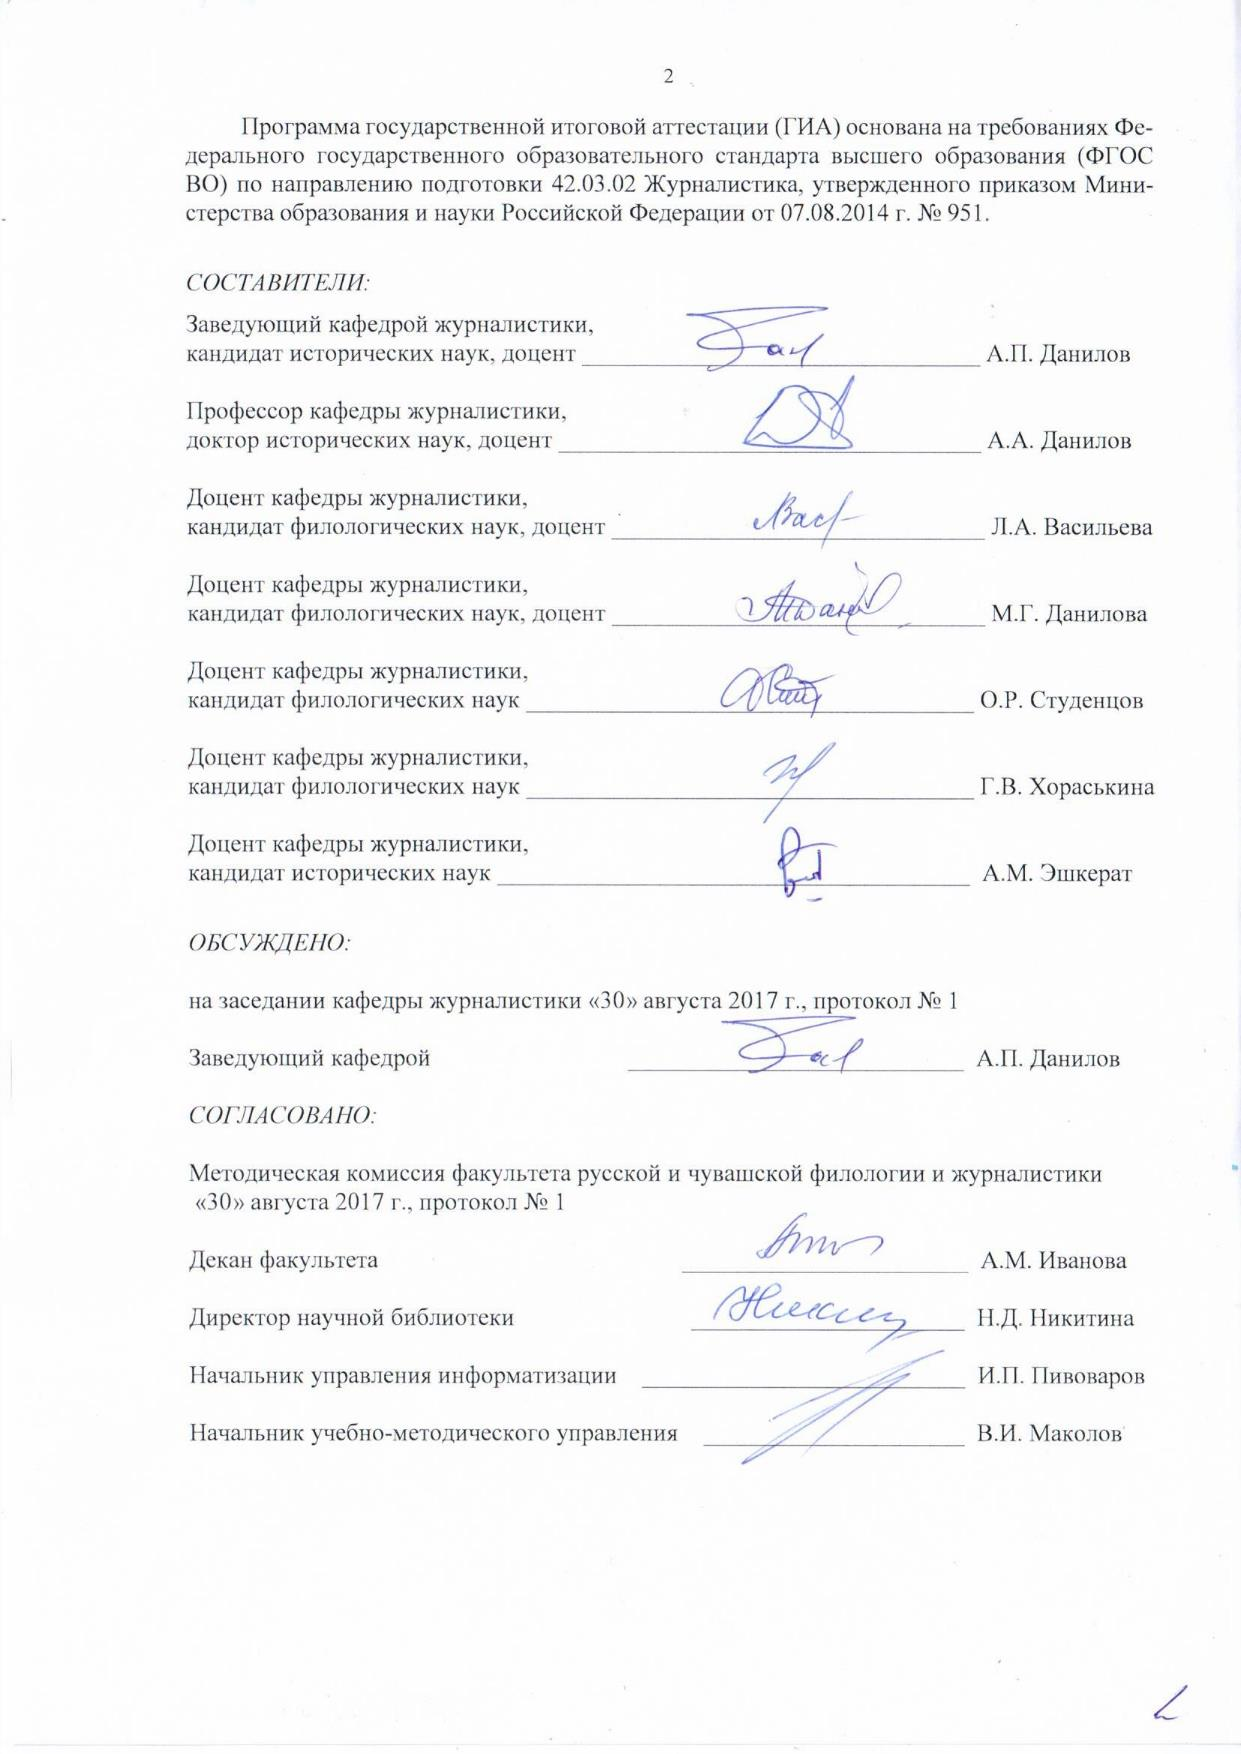 2
Программа государственной итоговой аттестации (ГИА) основана на требованиях Фе-
дерального государственного образовательного стандарта высшего образования (ФГОС
ВО) по направлению подготовки 42.03.02 Журналистика, утвержденного приказом Мини-
стерства образования и науки Российской Федерации от 07.08.2014 г. № 951.
СОСТАВИТЕЛИ:
Заведующий кафедрой журналистики,
кандидат исторических наук, доцент А.П. Данилов
Профессор кафедры журналистики,
доктор исторических наук, доцент А.А. Данилов
Доцент кафедры журналистики,
кандидат филологических наук, доцент Л.А. Васильева
Доцент кафедры журналистики,
кандидат филологических наук, доцент М.Г. Данилова
Доцент кафедры журналистики,
кандидат филологических наук О.Р. Студенцов
Доцент кафедры журналистики,
кандидат филологических наук Г.В. Хораськина
Доцент кафедры журналистики,
кандидат исторических наук А.М. Эшкерат
ОБСУЖДЕНО:
на заседании кафедры журналистики «30» августа 2017 г., протокол № 1
Заведующий кафедрой А.П. Данилов
СОГЛАСОВАНО:
Методическая комиссия факультета русской и чувашской филологии и журналистики
«30» августа 2017 г., протокол № 1
Декан факультета А.М. Иванова
Директор научной библиотеки Н.Д. Никитина
Начальник управления информатизации И.П. Пивоваров
Начальник учебно-методического управления В.И. Маколов